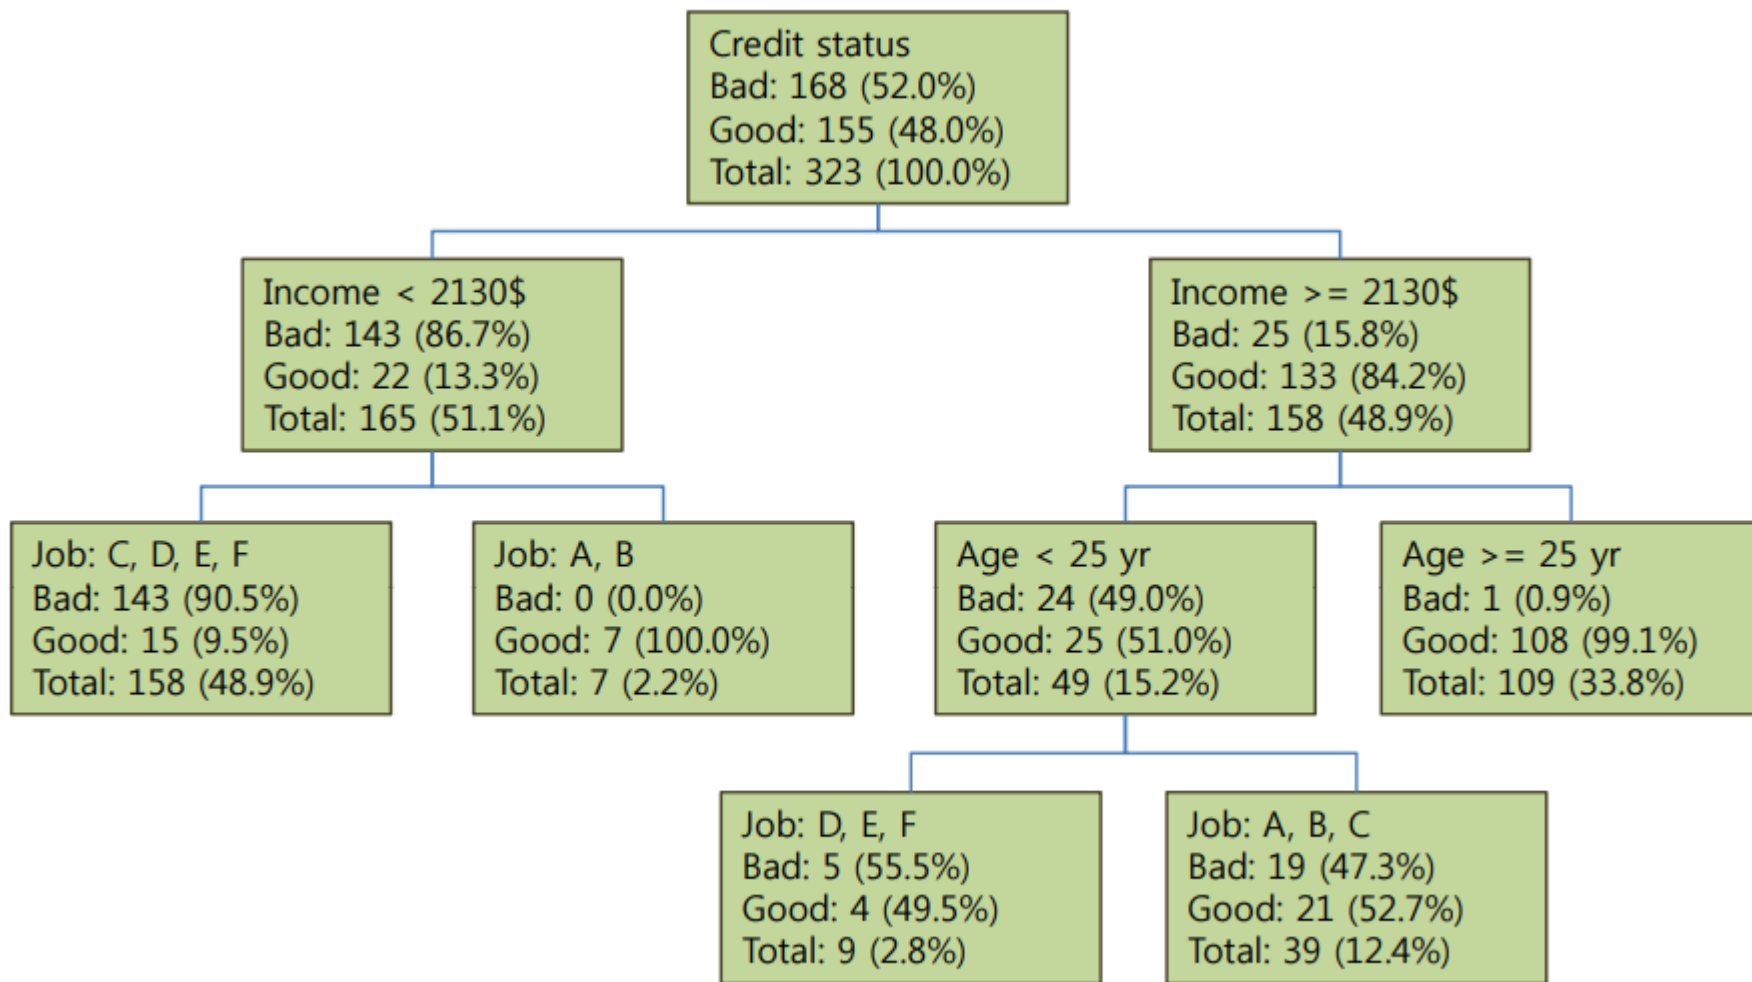 Credit status
Bad: 168 (52.0%)
Good: 155 (48.0%)
Total: 323 (100.0%)
Income < 2130$
Bad: 143 (86.7%)
Good: 22 (13.3%)
Total: 165 (51.1%)
Income >= 2130$
Bad: 25 (15.8%)
Good: 133 (84.2%)
Total: 158 (48.9%)
Job: C, D, E, F
Bad: 143 (90.5%)
Good: 15 (9.5%)
Total: 158 (48.9%)
Job: A, B
Bad: 0 (0.0%)
Good: 7 (100.0%)
Total: 7 (2.2%)
Age < 25 yr
Bad: 24 (49.0%)
Good: 25 (51.0%)
Total: 49 (15.2%)
Age >= 25 yr
Bad: 1 (0.9%)
Good: 108 (99.1%)
Total: 109 (33.8%)
Job: D, E, F
Bad: 5 (55.5%)
Good: 4 (49.5%)
Total: 9 (2.8%)
Job: A, B, C
Bad: 19 (47.3%)
Good: 21 (52.7%)
Total: 39 (12.4%)